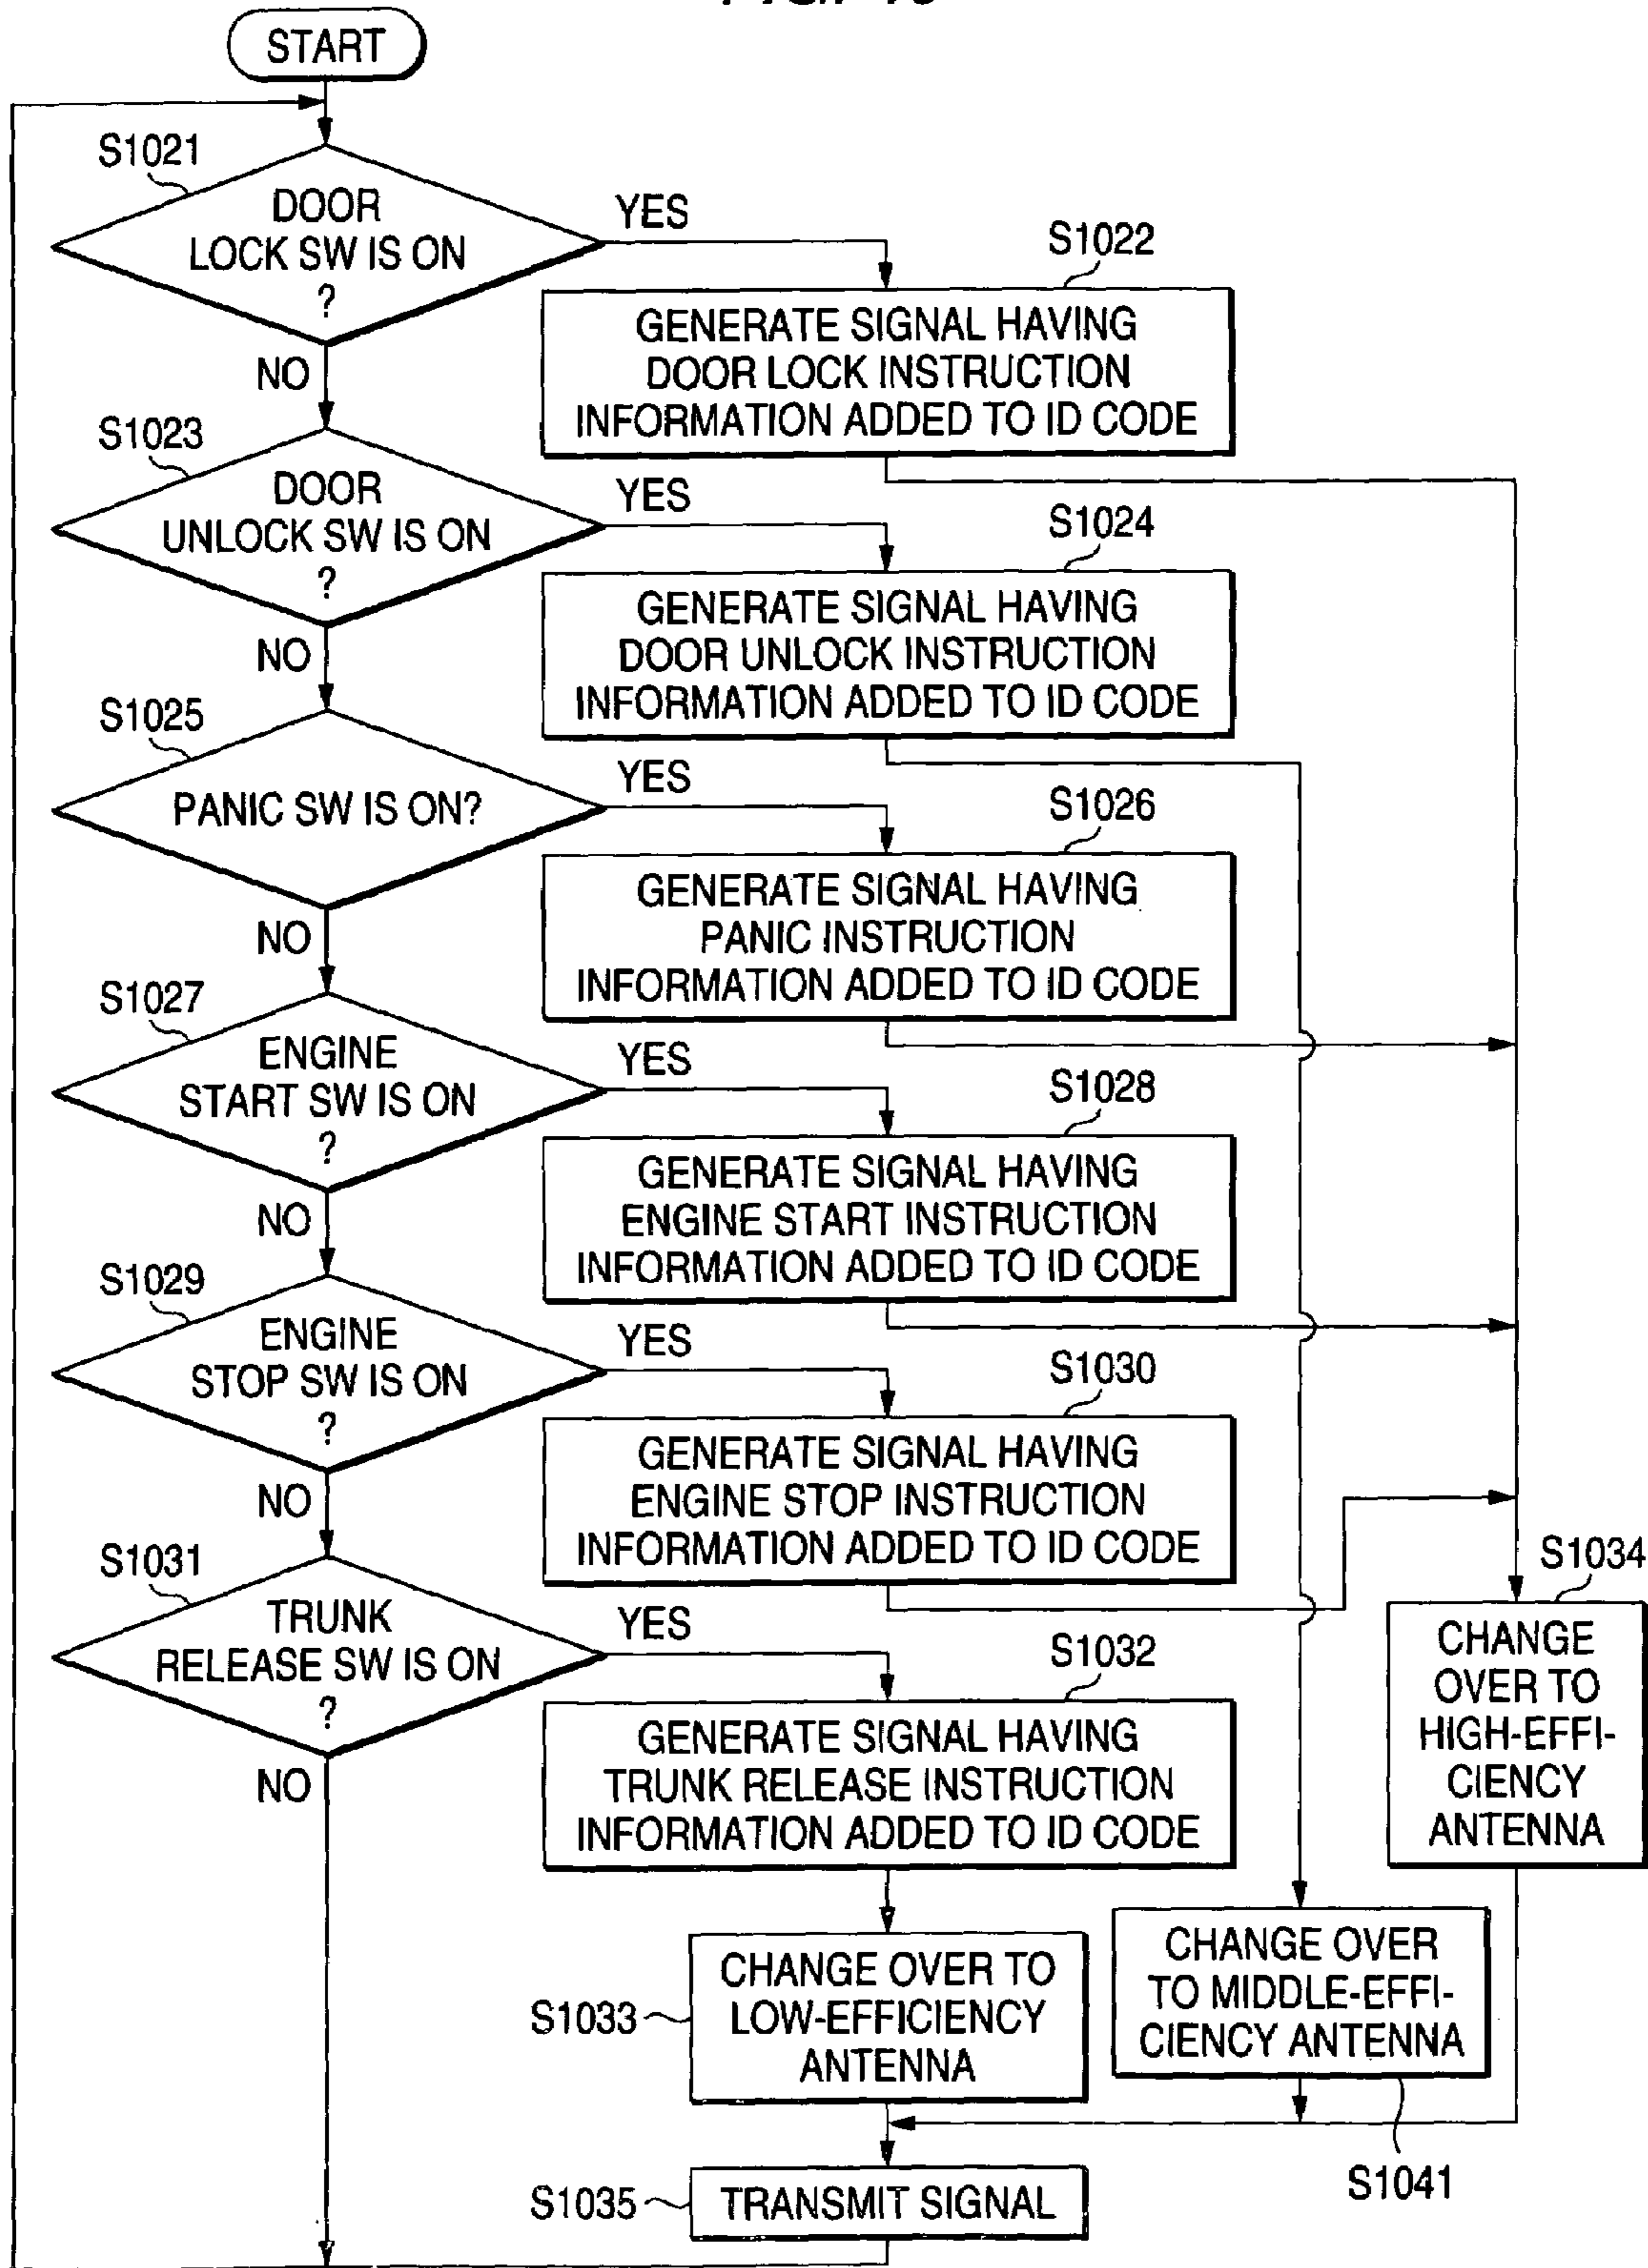 START
S1021
DOOR
LOCK SW IS ON
?
YES
NO
S1022
GENERATE SIGNAL HAVING
DOOR LOCK INSTRUCTION
INFORMATION ADDED TO ID CODE
S1023
DOOR
UNLOCK SW IS ON
?
YES
NO
S1024
GENERATE SIGNAL HAVING
DOOR UNLOCK INSTRUCTION
INFORMATION ADDED TO ID CODE
S1025
PANIC SW IS ON?
YES
NO
S1026
GENERATE SIGNAL HAVING
PANIC INSTRUCTION
INFORMATION ADDED TO ID CODE
S1027
ENGINE
START SW IS ON
?
YES
NO
S1028
GENERATE SIGNAL HAVING
ENGINE START INSTRUCTION
INFORMATION ADDED TO ID CODE
S1029
ENGINE
STOP SW IS ON
?
YES
NO
S1030
GENERATE SIGNAL HAVING
ENGINE STOP INSTRUCTION
INFORMATION ADDED TO ID CODE
S1031
TRUNK
RELEASE SW IS ON
?
YES
NO
S1032
GENERATE SIGNAL HAVING
TRUNK RELEASE INSTRUCTION
INFORMATION ADDED TO ID CODE
S1034
CHANGE
OVER TO
HIGH-EFFI-
CIENCY
ANTENNA
S1033
CHANGE OVER TO
LOW-EFFICIENCY
ANTENNA
CHANGE OVER
TO MIDDLE-EFFI-
CIENCY ANTENNA
S1041
S1035
TRANSMIT SIGNAL